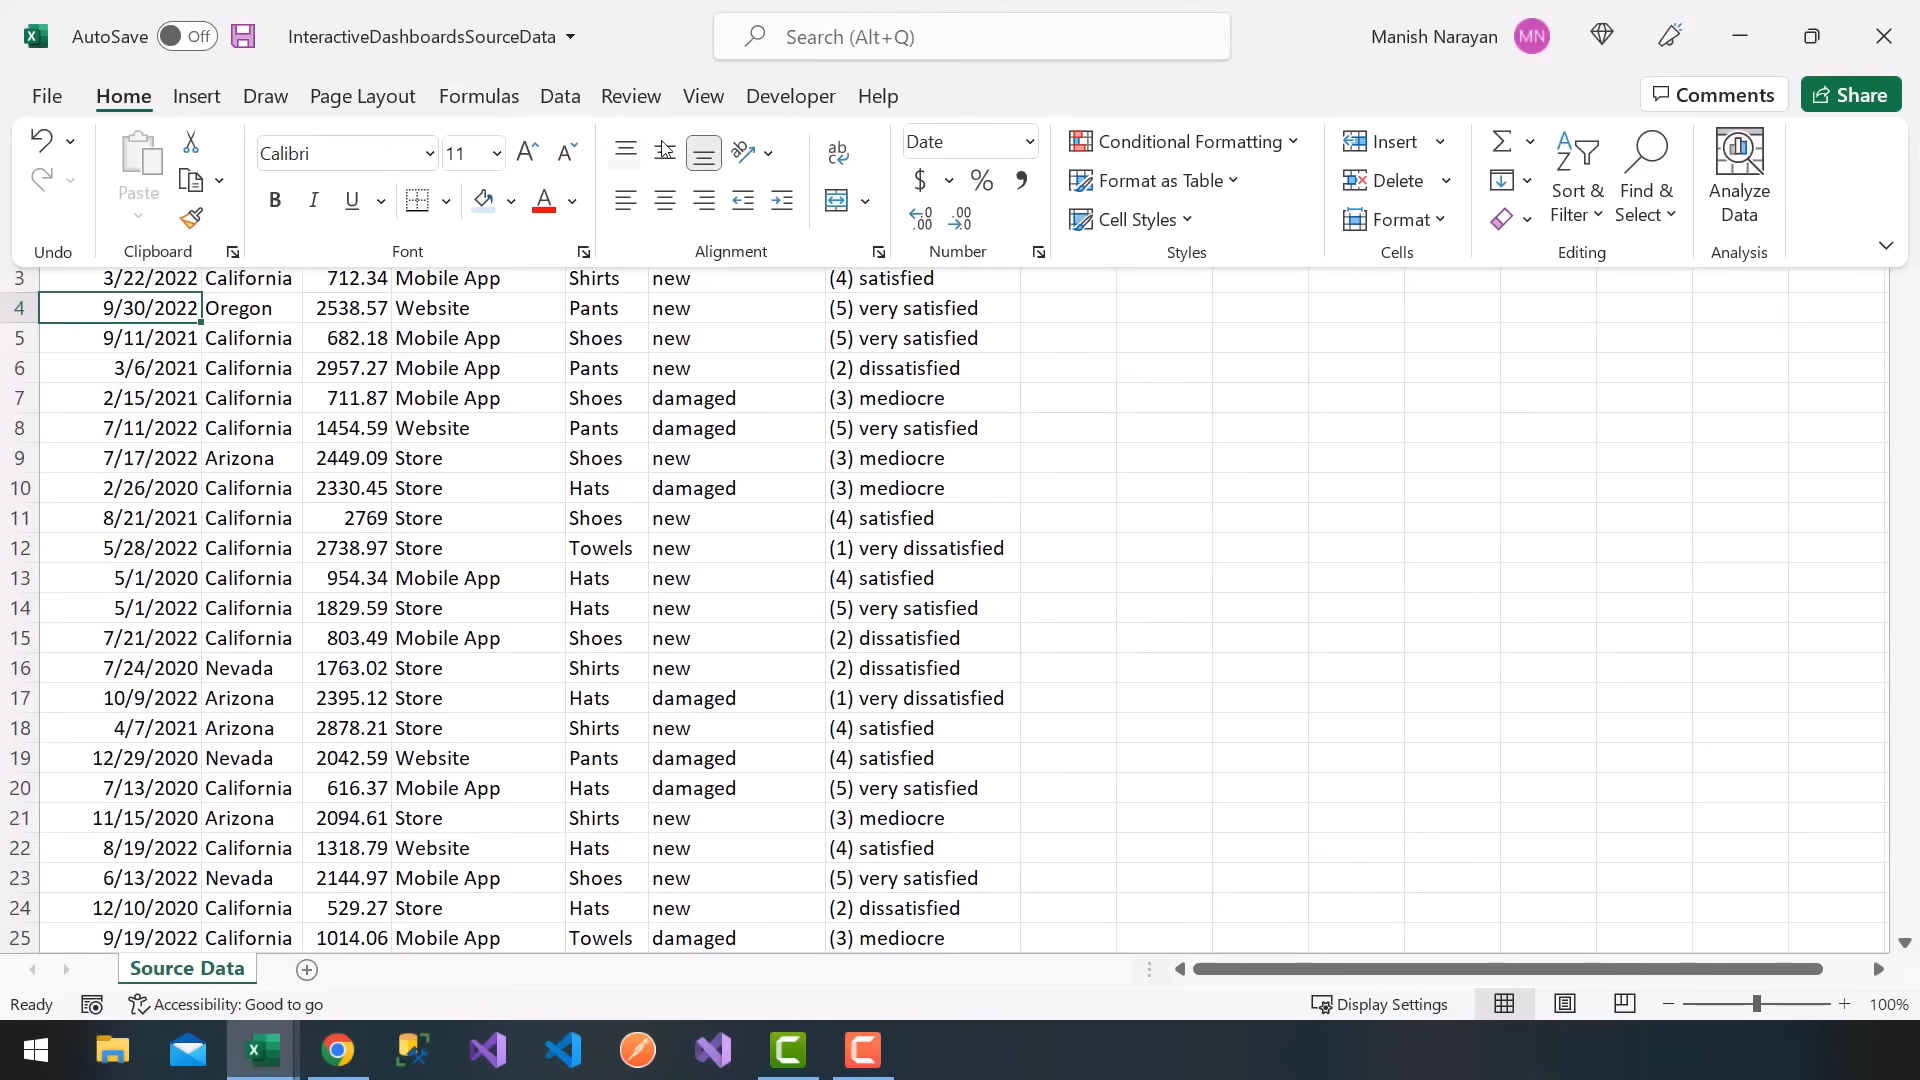 AutoSave Off InteractiveDashboardsSourceData Search (Alt+Q) Manish Narayan MN
File Home Insert Draw Page Layout Formulas Data Review View Developer Help Comments Share
Calibri 11 Date Conditional Formatting Insert
Paste B I U $ % Format as Table Delete Sort & Filter Find & Select Analyze Data
Cell Styles Format
Undo Clipboard Font Alignment Number Styles Cells Editing Analysis
3 3/22/2022 California 712.34 Mobile App Shirts new (4) satisfied
4 9/30/2022 Oregon 2538.57 Website Pants new (5) very satisfied
5 9/11/2021 California 682.18 Mobile App Shoes new (5) very satisfied
6 3/6/2021 California 2957.27 Mobile App Pants new (2) dissatisfied
7 2/15/2021 California 711.87 Mobile App Shoes damaged (3) mediocre
8 7/11/2022 California 1454.59 Website Pants damaged (5) very satisfied
9 7/17/2022 Arizona 2449.09 Store Shoes new (3) mediocre
10 2/26/2020 California 2330.45 Store Hats damaged (3) mediocre
11 8/21/2021 California 2769 Store Shoes new (4) satisfied
12 5/28/2022 California 2738.97 Store Towels new (1) very dissatisfied
13 5/1/2020 California 954.34 Mobile App Hats new (4) satisfied
14 5/1/2022 California 1829.59 Store Hats new (5) very satisfied
15 7/21/2022 California 803.49 Mobile App Shoes new (2) dissatisfied
16 7/24/2020 Nevada 1763.02 Store Shirts new (2) dissatisfied
17 10/9/2022 Arizona 2395.12 Store Hats damaged (1) very dissatisfied
18 4/7/2021 Arizona 2878.21 Store Shirts new (4) satisfied
19 12/29/2020 Nevada 2042.59 Website Pants damaged (4) satisfied
20 7/13/2020 California 616.37 Mobile App Hats damaged (5) very satisfied
21 11/15/2020 Arizona 2094.61 Store Shirts new (3) mediocre
22 8/19/2022 California 1318.79 Website Hats new (4) satisfied
23 6/13/2022 Nevada 2144.97 Mobile App Shoes new (5) very satisfied
24 12/10/2020 California 529.27 Store Hats new (2) dissatisfied
25 9/19/2022 California 1014.06 Mobile App Towels damaged (3) mediocre
Source Data
Ready Accessibility: Good to go Display Settings 100%